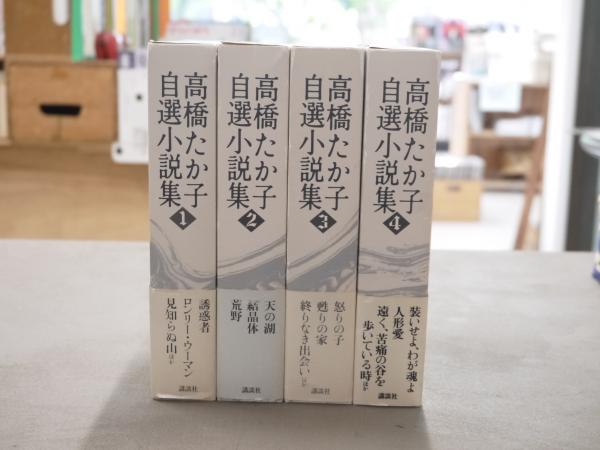 高橋たか子
自選小説集
1
誘惑者
ロンリー・ウーマン
見知らぬ山ほか
講談社
高橋たか子
自選小説集
2
天の湖
結晶体
荒野
講談社
高橋たか子
自選小説集
3
怒りの子
甦りの家
終りなき出会いほか
講談社
高橋たか子
自選小説集
4
装いせよ、わが魂よ
人形愛
遠く、苦痛の谷を
歩いている時ほか
講談社